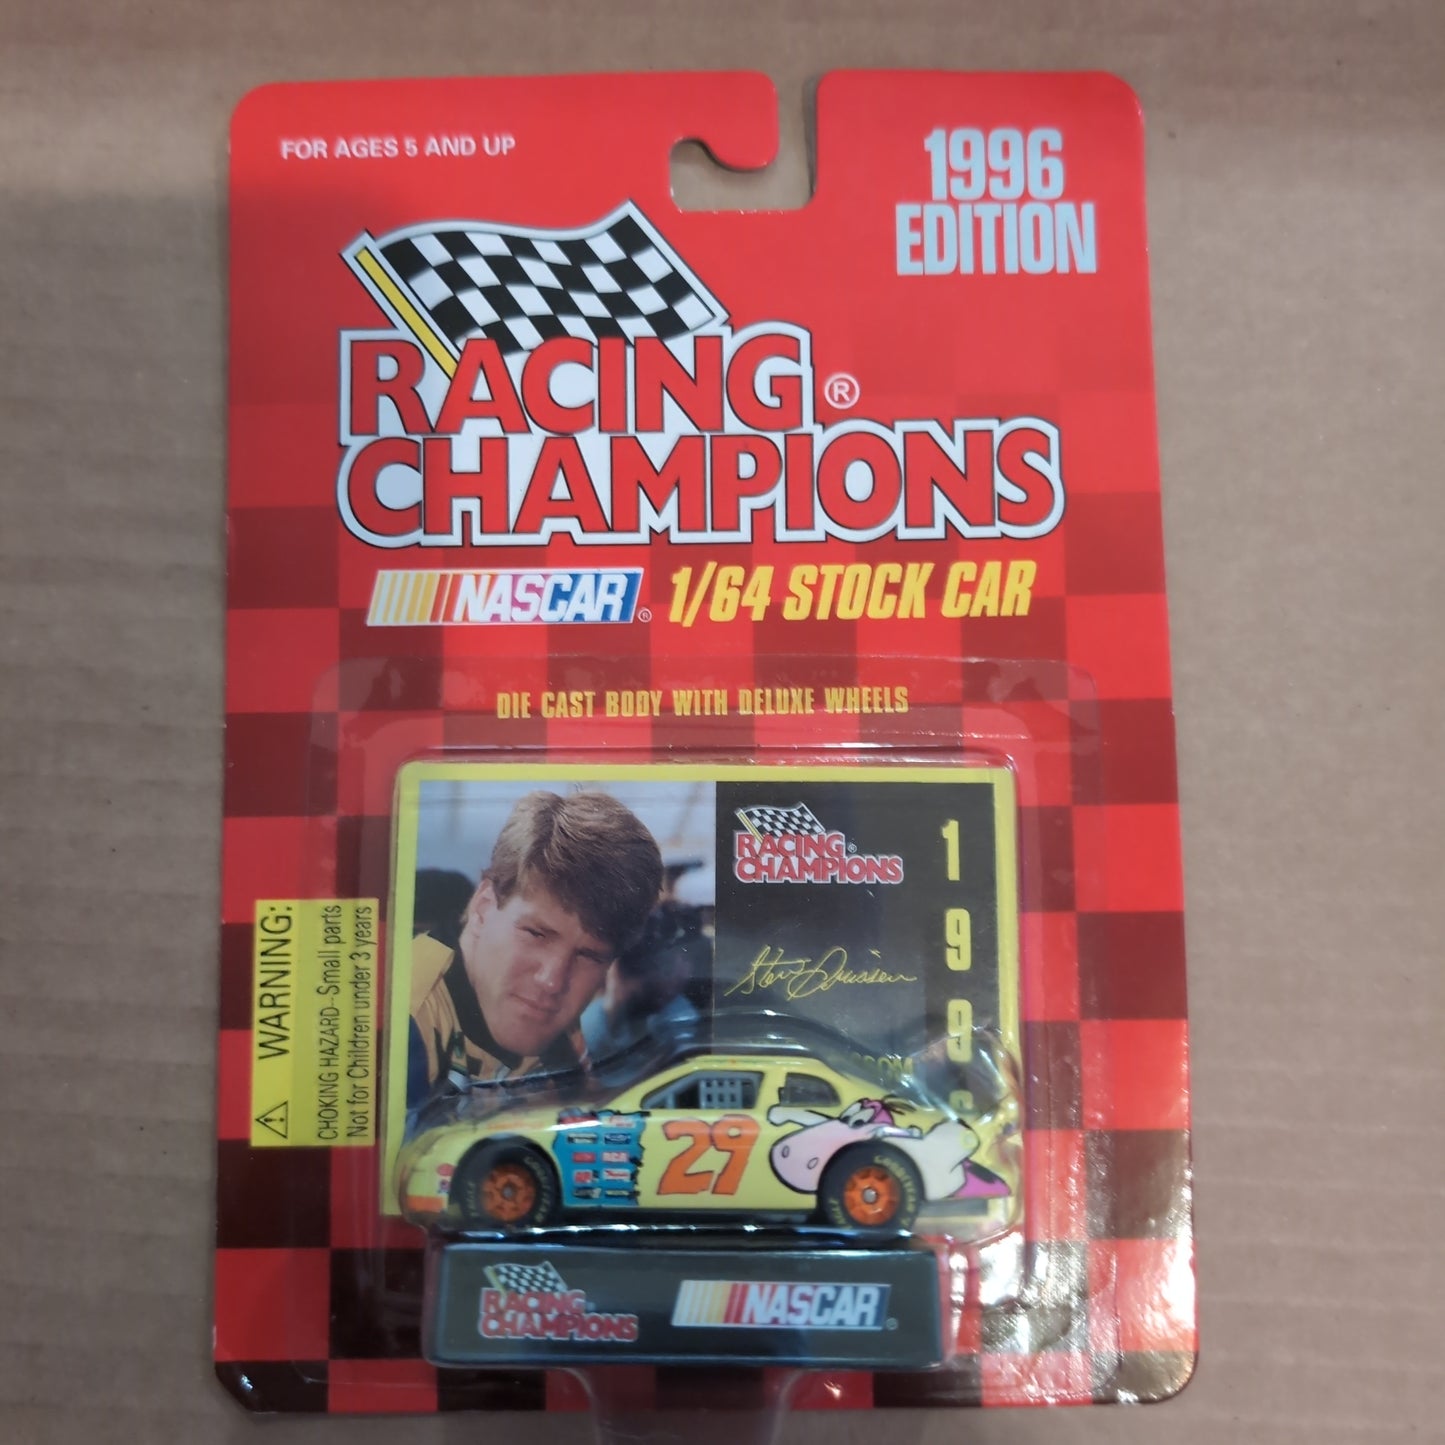 FOR AGES 5 AND UP
1996
EDITION
RACING ®
CHAMPIONS
NASCAR ® 1/64 STOCK CAR
DIE CAST BODY WITH DELUXE WHEELS
RACING ®
CHAMPIONS
1
9
9
⚠ WARNING:
CHOKING HAZARD--Small parts
Not for Children under 3 years
29
RCA
RACING
CHAMPIONS
NASCAR ®